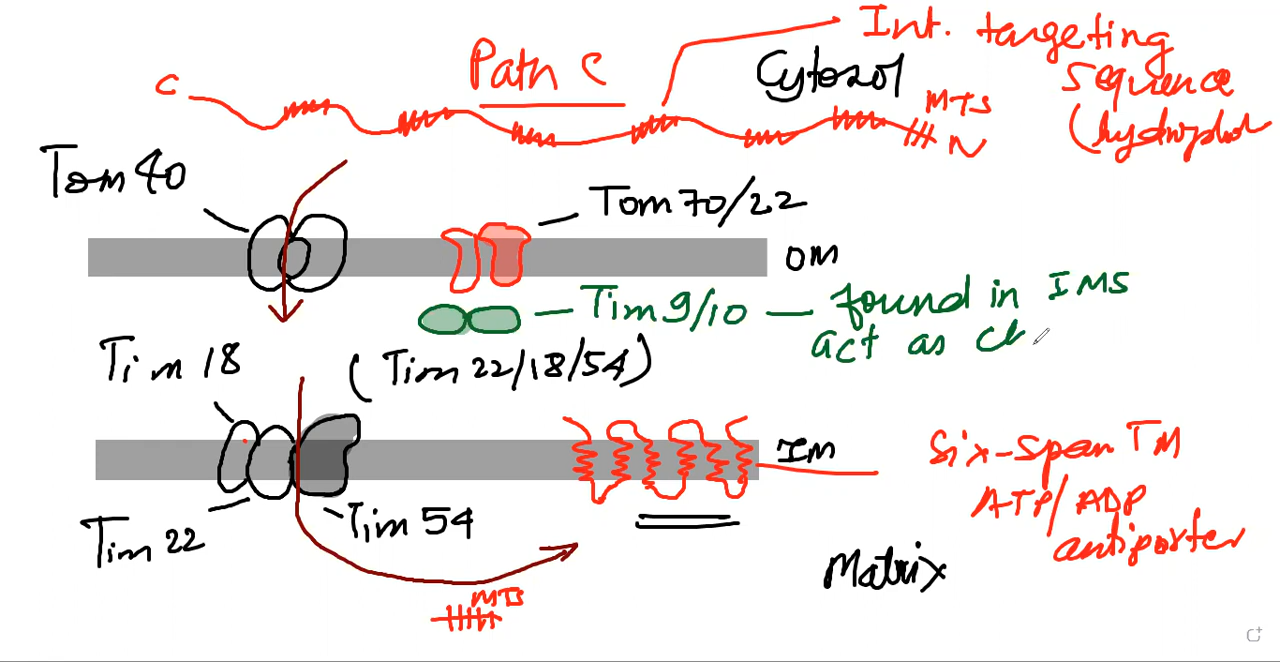 Int. targeting
Path C
Cytosol
sequence
C
MTS
(hydrophob
N
Tom 40
Tom 70/22
OM
Tim 9/10 — found in IMS
act as ch
Tim 18
(Tim 22/18/54)
IM
Six-span TM
ATP/ADP
antiporter
Tim 54
Tim 22
Matrix
MTS